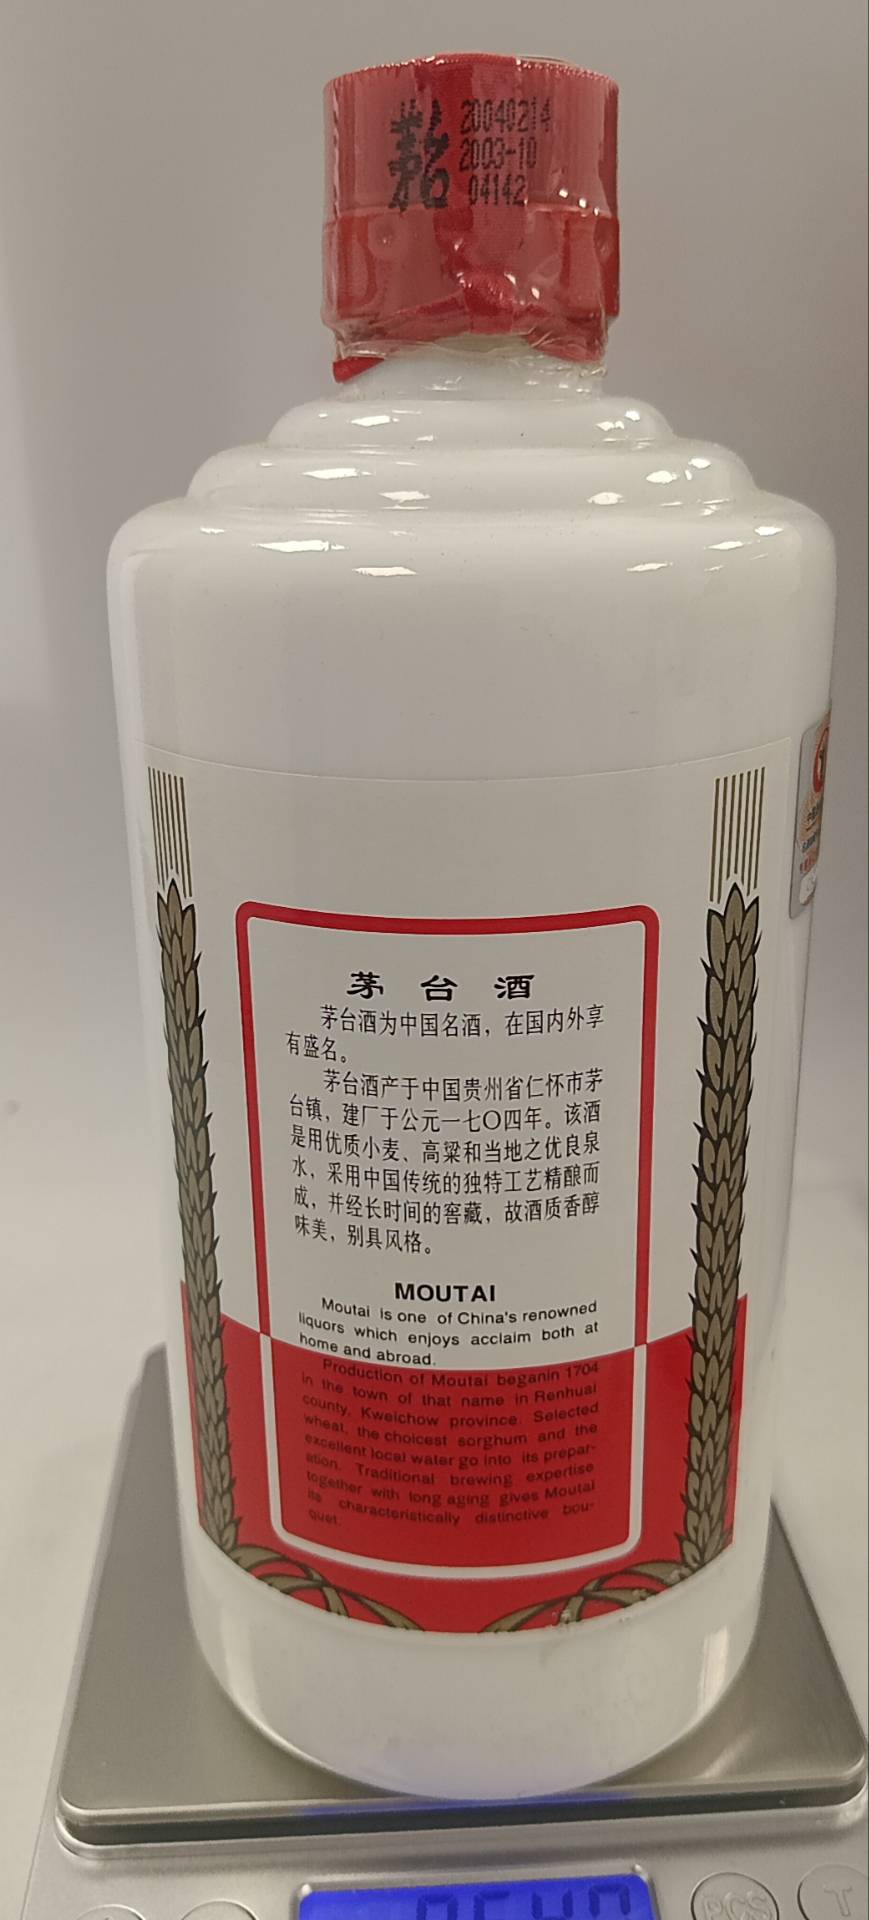 茅台
20040214
2003-10
04142
茅台酒
茅台酒为中国名酒，在国内外享
有盛名。
茅台酒产于中国贵州省仁怀市茅
台镇，建厂于公元一七〇四年。该酒
是用优质小麦、高粱和当地之优良泉
水，采用中国传统的独特工艺精酿而
成，并经长时间的窖藏，故酒质香醇
味美，别具风格。
MOUTAI
Moutai is one of China's renowned
liquors which enjoys acclaim both at
home and abroad.
Production of Moutai beganin 1704
in the town of that name in Renhuai
county, Kweichow province. Selected
wheat, the choicest sorghum and the
excellent local water go into its prepar-
ation. Traditional brewing expertise
together with long aging gives Moutai
its characteristically distinctive bou-
quet.
PCS
T